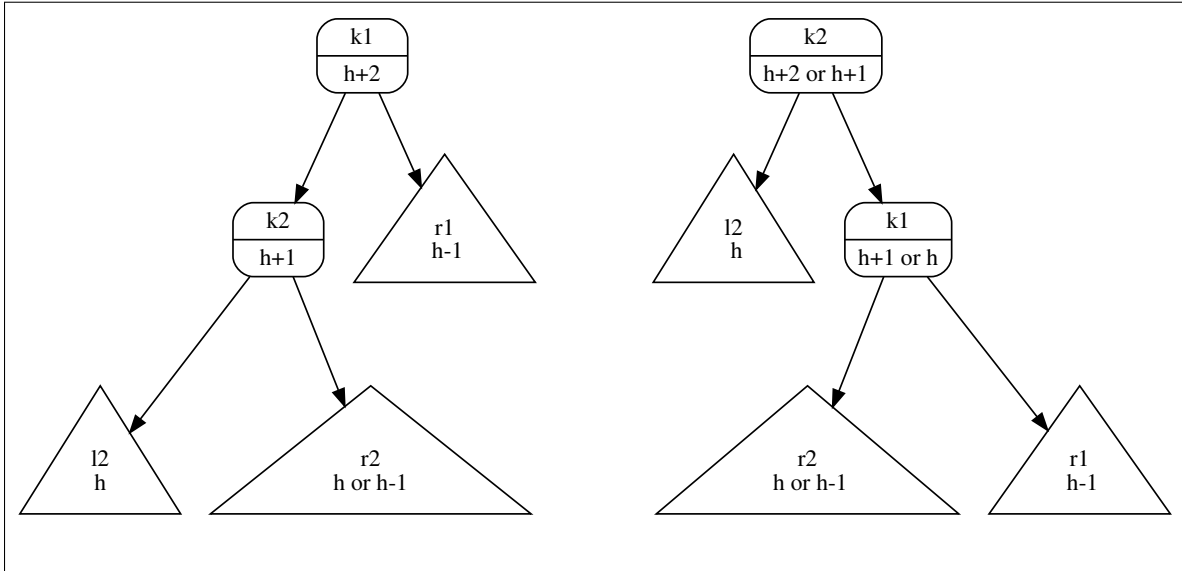 k1
h+2
k2
h+1
r1
h-1
l2
h
r2
h or h-1
k2
h+2 or h+1
l2
h
k1
h+1 or h
r2
h or h-1
r1
h-1